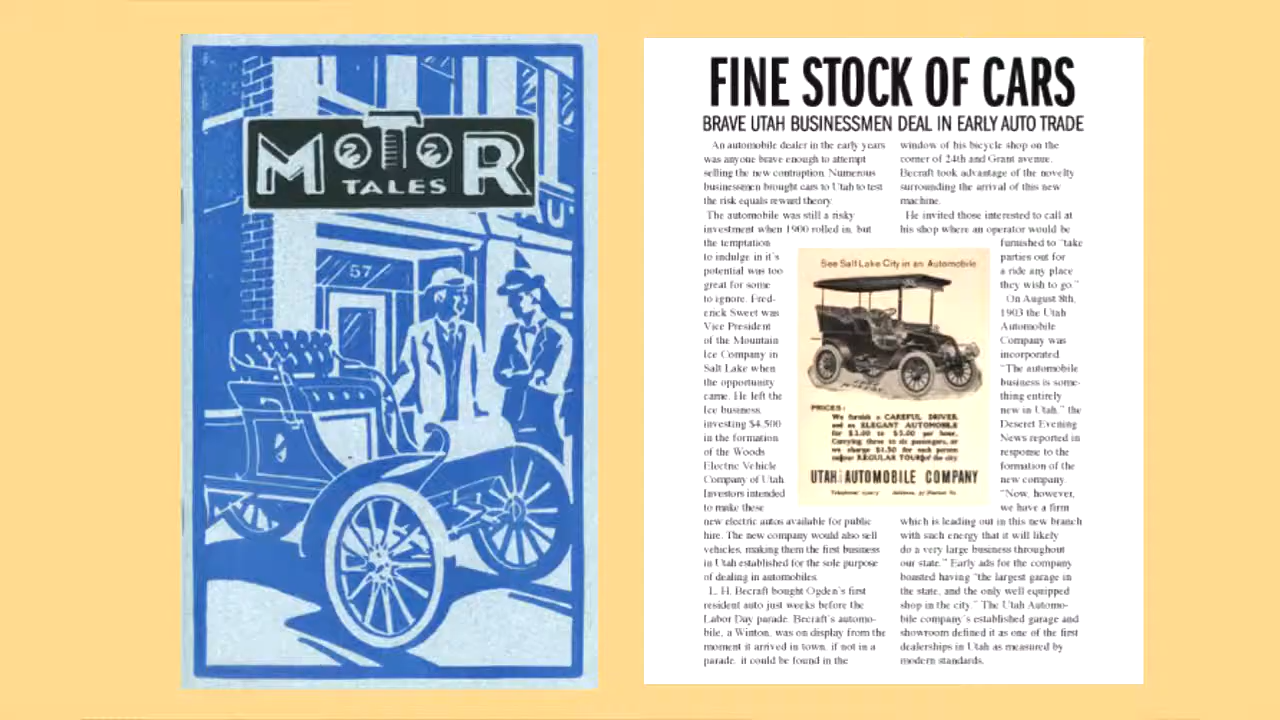 MOTOR
TALES
57
AU
FINE STOCK OF CARS
BRAVE UTAH BUSINESSMEN DEAL IN EARLY AUTO TRADE
An automobile dealer in the early years
was anyone brave enough to attempt
selling the new contraption. Numerous
businessmen brought cars to Utah to test
the risk equals reward theory.
The automobile was still a risky
investment when 1900 rolled in, but
the temptation
to indulge in it's
potential was too
great for some
to ignore. Fred-
erick Sweet was
Vice President
of the Mountain
Ice Company in
Salt Lake when
the opportunity
came. He left the
Ice business,
investing $4,500
in the formation
of the Woods
Electric Vehicle
Company of Utah.
Investors intended
to make these
new electric autos available for public
hire. The new company would also sell
vehicles, making them the first business
in Utah established for the sole purpose
of dealing in automobiles.
L. H. Becraft bought Ogden's first
resident auto just weeks before the
Labor Day parade. Becraft's automo-
bile, a Winton, was on display from the
moment it arrived in town, if not in a
parade, it could be found in the
window of his bicycle shop on the
corner of 24th and Grant avenue.
Becraft took advantage of the novelty
surrounding the arrival of this new
machine.
He invited those interested to call at
his shop where an operator would be
furnished to "take
parties out for
a ride any place
they wish to go."
On August 8th,
1903 the Utah
Automobile
Company was
incorporated.
"The automobile
business is some-
thing entirely
new in Utah," the
Deseret Evening
News reported in
response to the
formation of the
new company.
"Now, however,
we have a firm
which is leading out in this new branch
with such energy that it will likely
do a very large business throughout
our state." Early ads for the company
boasted having "the largest garage in
the state, and the only well equipped
shop in the city." The Utah Automo-
bile company's established garage and
showroom defined it as one of the first
dealerships in Utah as measured by
modern standards.
See Salt Lake City in an Automobile
PRICES:
We furnish a CAREFUL DRIVER
and an ELEGANT AUTOMOBILE
for $3.00 to $5.00 per hour,
Carrying three to six passengers, or
we charge $1.50 for each person
on our REGULAR TOUR of the city
UTAH AUTOMOBILE COMPANY